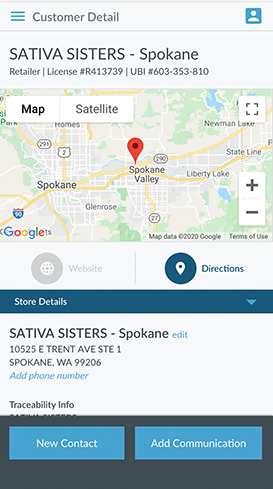 Customer Detail
SATIVA SISTERS - Spokane
Retailer | License #R413739 | UBI #603-353-810
Map Satellite
Newman Lake
Homes
State Line
Spokane Valley
Liberty Lake
Spokane
Glenrose
90
Google
Map data ©2020 Google Terms of Use
Website Directions
Store Details
SATIVA SISTERS - Spokane edit
10525 E TRENT AVE STE 1
SPOKANE, WA 99206
Add phone number
Traceability Info
New Contact Add Communication